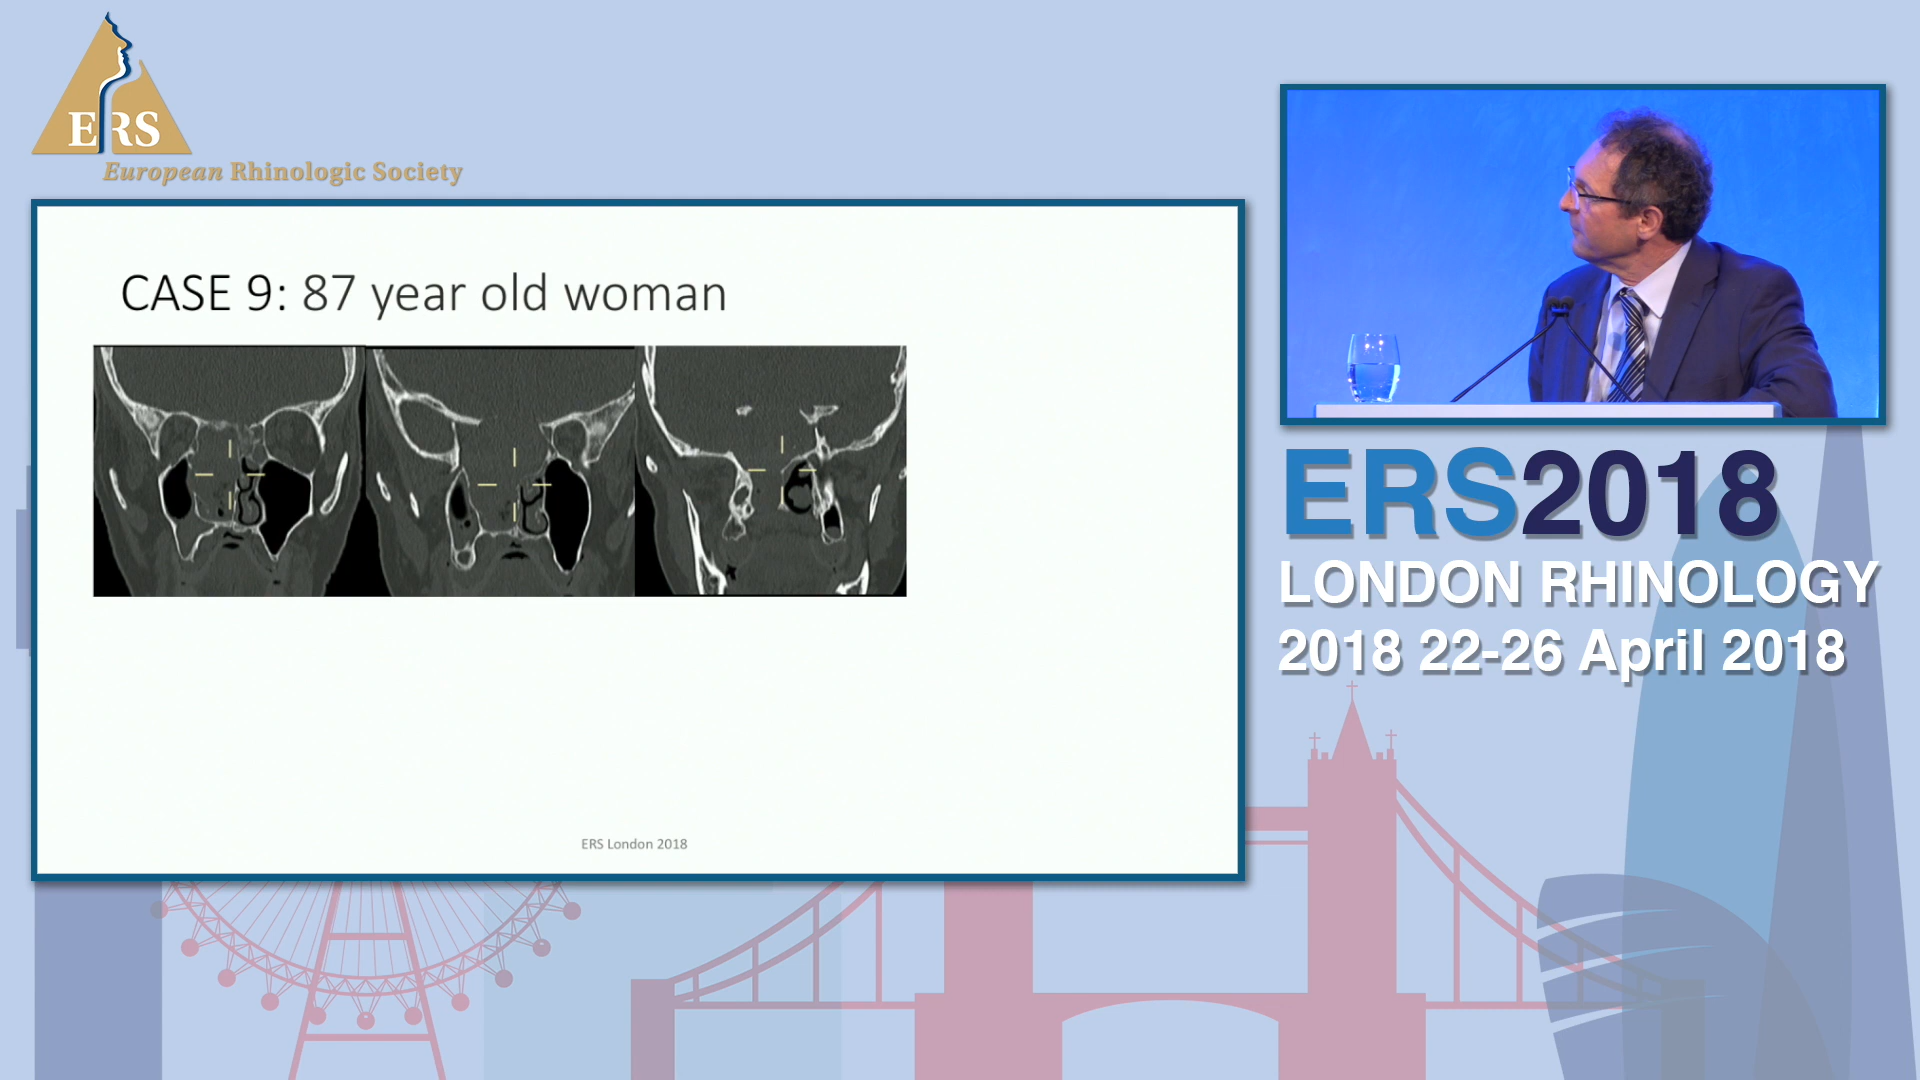 ERS
European Rhinologic Society
CASE 9: 87 year old woman
ERS London 2018
ERS2018
LONDON RHINOLOGY
2018 22-26 April 2018